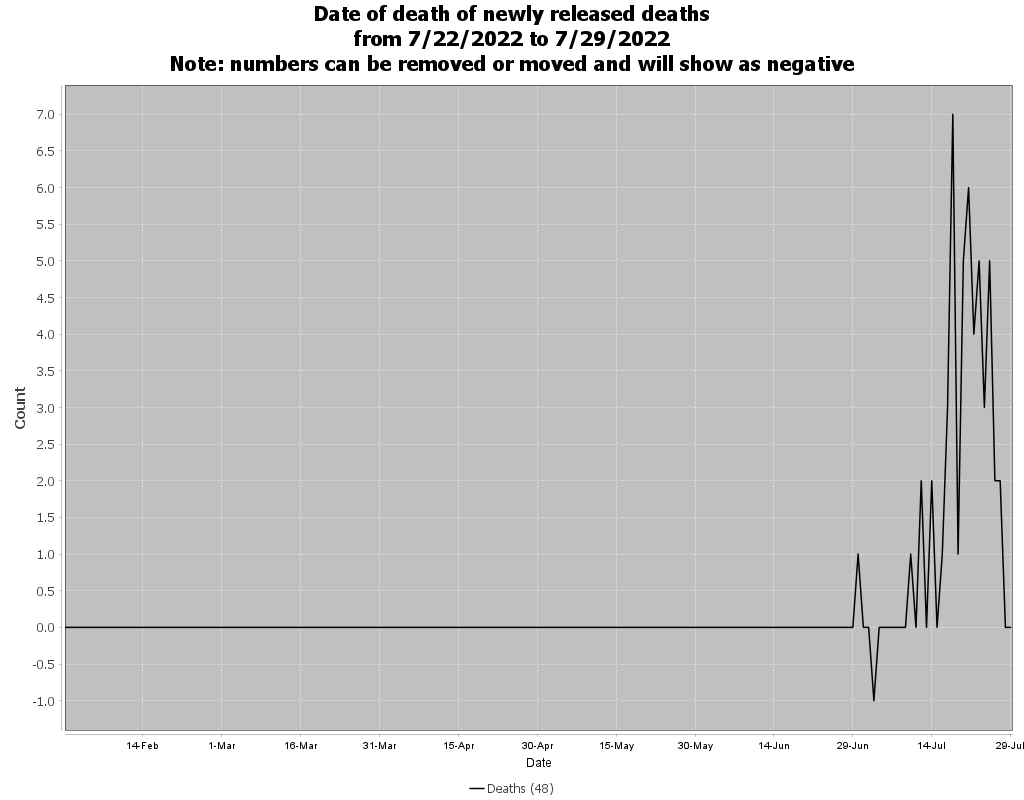 Date of death of newly released deaths
from 7/22/2022 to 7/29/2022
Note: numbers can be removed or moved and will show as negative
7.0
6.5
6.0
5.5
5.0
4.5
4.0
3.5
3.0
2.5
2.0
1.5
1.0
0.5
0.0
-0.5
-1.0
Count
14-Feb 1-Mar 16-Mar 31-Mar 15-Apr 30-Apr 15-May 30-May 14-Jun 29-Jun 14-Jul 29-Jul
Date
Deaths (48)